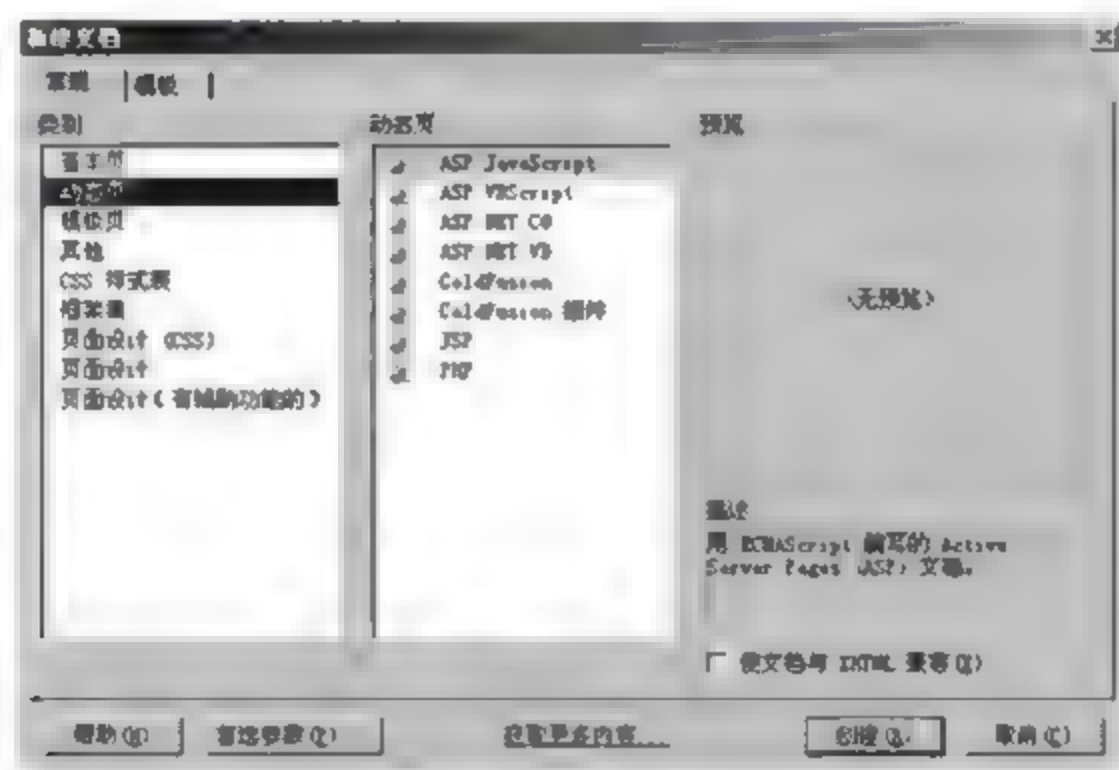 新建文档
常规 模板
类别
基本页
动态页
模板页
其他
CSS 样式表
框架集
页面设计 (CSS)
页面设计
页面设计(有辅助功能的)
动态页
ASP JavaScript
ASP VBScript
ASP NET C#
ASP NET VB
ColdFusion
ColdFusion 组件
JSP
PHP
预览
<无预览>
描述
用 ECMAScript 编写的 Active
Server Pages (ASP) 文档。
使文档与 XHTML 兼容(X)
帮助(H) 首选参数(P) 获取更多内容... 创建(R) 取消(C)